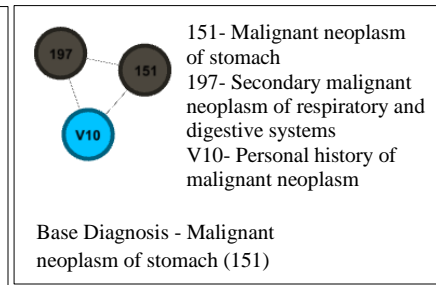 197
151
V10
151- Malignant neoplasm
of stomach
197- Secondary malignant
neoplasm of respiratory and
digestive systems
V10- Personal history of
malignant neoplasm
Base Diagnosis - Malignant
neoplasm of stomach (151)